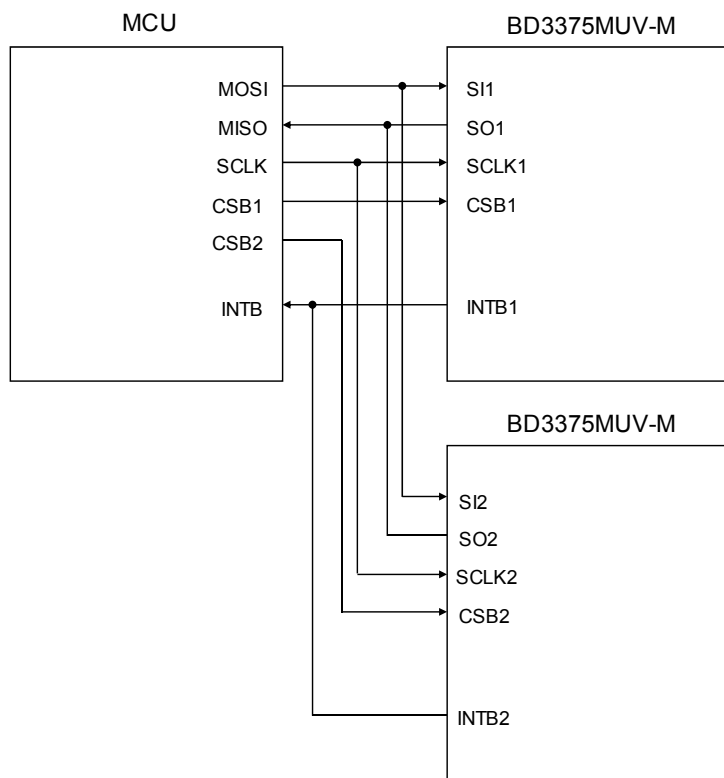 MCU
MOSI
MISO
SCLK
CSB1
CSB2
INTB
BD3375MUV-M
SI1
SO1
SCLK1
CSB1
INTB1
BD3375MUV-M
SI2
SO2
SCLK2
CSB2
INTB2